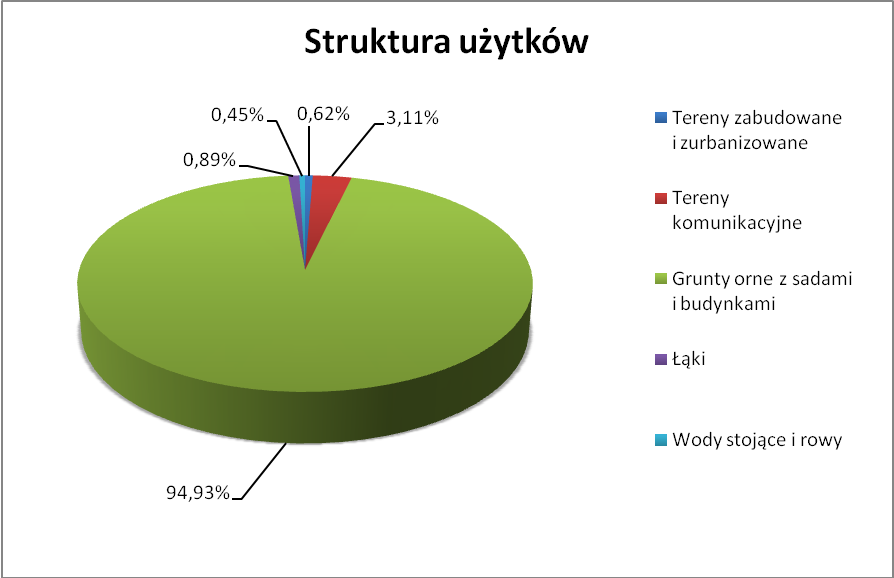 Struktura użytków
0,45%
0,62%
3,11%
0,89%
94,93%
Tereny zabudowane
i zurbanizowane
Tereny
komunikacyjne
Grunty orne z sadami
i budynkami
Łąki
Wody stojące i rowy